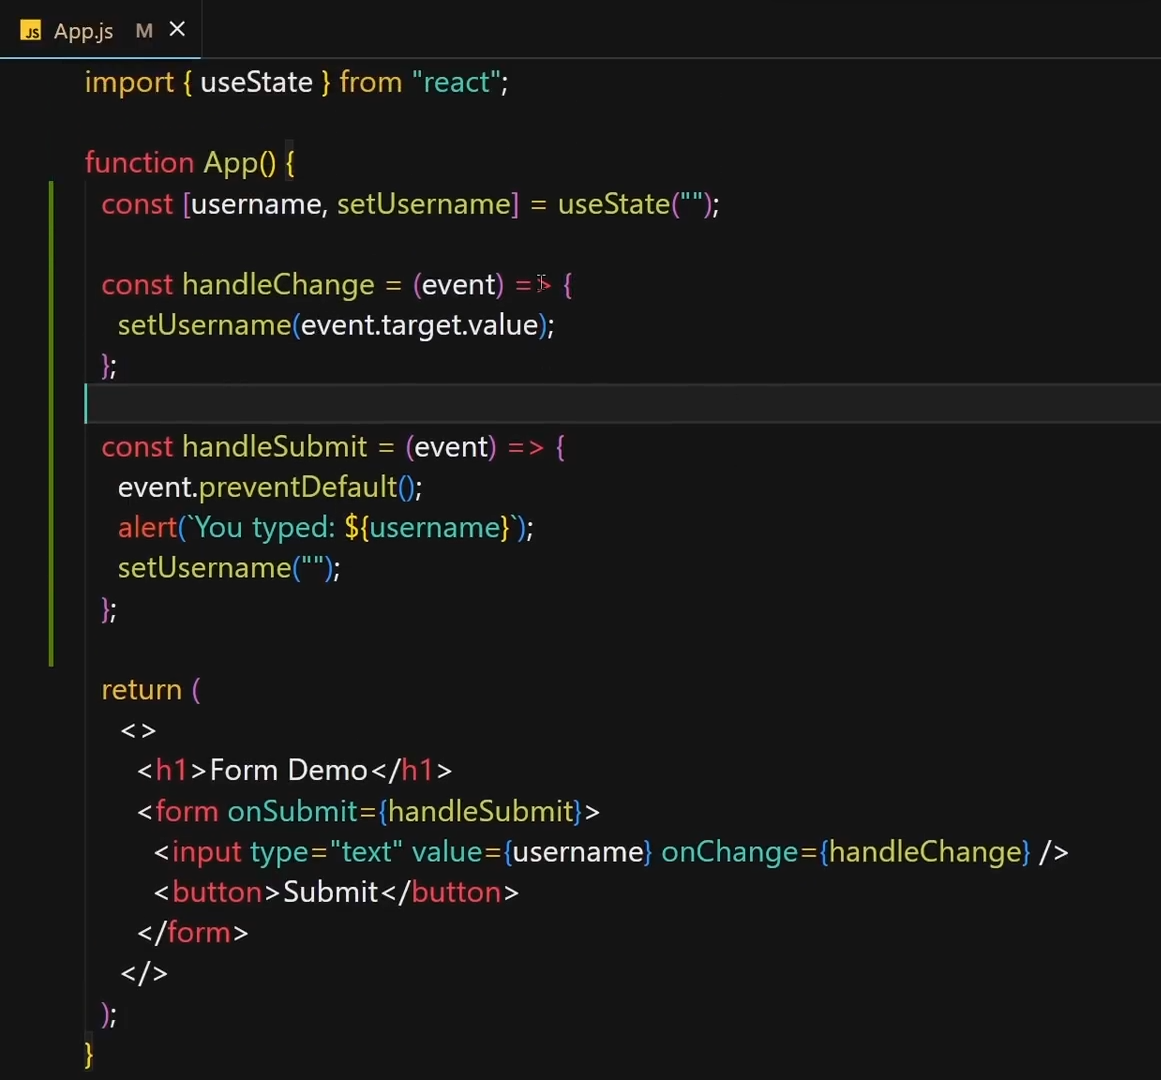 JS App.js M ×
import { useState } from "react";
function App() {
const [username, setUsername] = useState("");
const handleChange = (event) => {
setUsername(event.target.value);
};
const handleSubmit = (event) => {
event.preventDefault();
alert(`You typed: ${username}`);
setUsername("");
};
return (
<>
<h1>Form Demo</h1>
<form onSubmit={handleSubmit}>
<input type="text" value={username} onChange={handleChange} />
<button>Submit</button>
</form>
</>
);
}